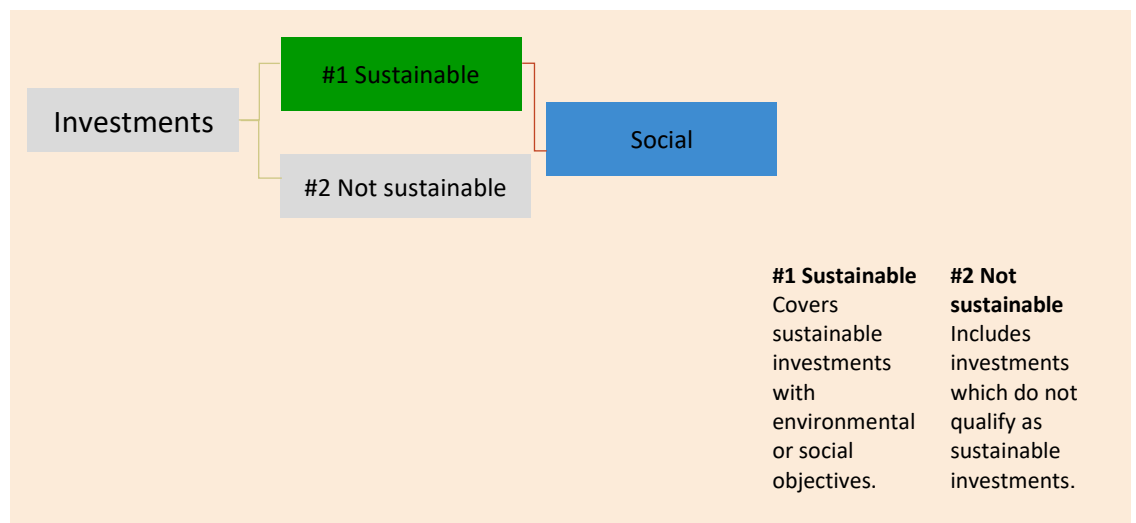 #1 Sustainable
Investments
Social
#2 Not sustainable
#1 Sustainable
Covers
sustainable
investments
with
environmental
or social
objectives.
#2 Not
sustainable
Includes
investments
which do not
qualify as
sustainable
investments.